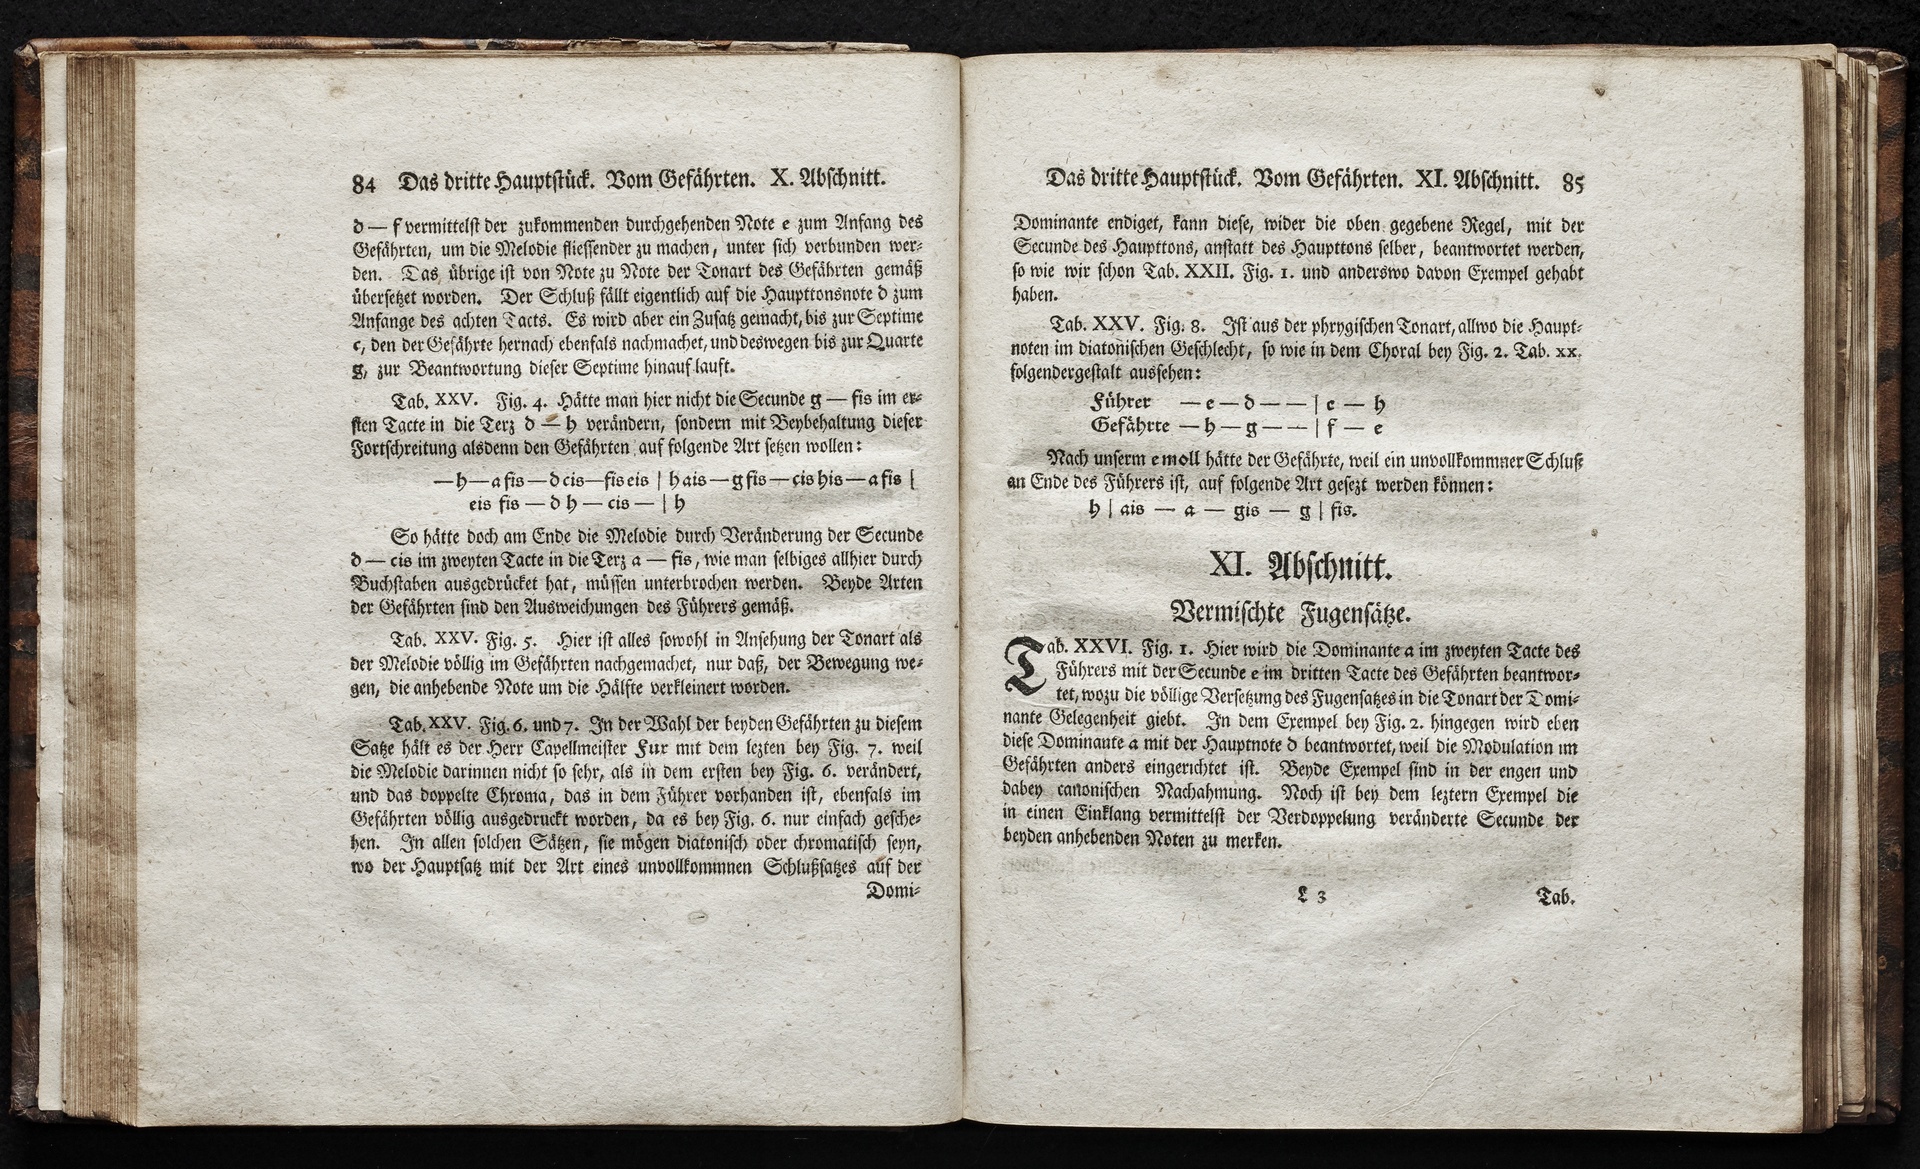 84 Das dritte Hauptstück. Vom Gefährten. X. Abschnitt.
d — f vermittelst der zukommenden durchgehenden Note e zum Anfang des
Gefährten, um die Melodie fliessender zu machen, unter sich verbunden wer-
den. Das übrige ist von Note zu Note der Tonart des Gefährten gemäß
übersetzet worden. Der Schluß fällt eigentlich auf die Haupttonsnote d zum
Anfange des achten Tacts. Es wird aber ein Zusatz gemacht, bis zur Septime
c, den der Gefährte hernach ebenfals nachmachet, und deswegen bis zur Quarte
g, zur Beantwortung dieser Septime hinauf lauft.
Tab. XXV. Fig. 4. Hätte man hier nicht die Secunde g — fis im er-
sten Tacte in die Terz d — h verändern, sondern mit Beybehaltung dieser
Fortschreitung alsdenn den Gefährten auf folgende Art setzen wollen:
— h — a fis — d cis — fis eis | h ais — g fis — cis his — a fis |
eis fis — d h — cis — | h
So hätte doch am Ende die Melodie durch Veränderung der Secunde
d — cis im zweyten Tacte in die Terz a — fis, wie man selbiges allhier durch
Buchstaben ausgedrücket hat, müssen unterbrochen werden. Beyde Arten
der Gefährten sind den Ausweichungen des Führers gemäß.
Tab. XXV. Fig. 5. Hier ist alles sowohl in Ansehung der Tonart als
der Melodie völlig im Gefährten nachgemachet, nur daß, der Bewegung we-
gen, die anhebende Note um die Hälfte verkleinert worden.
Tab. XXV. Fig. 6. und 7. In der Wahl der beyden Gefährten zu diesem
Satze hält es der Herr Capellmeister Fux mit dem lezten bey Fig. 7. weil
die Melodie darinnen nicht so sehr, als in dem ersten bey Fig. 6. verändert,
und das doppelte Chroma, das in dem Führer vorhanden ist, ebenfals im
Gefährten völlig ausgedruckt worden, da es bey Fig. 6. nur einfach gesche-
hen. In allen solchen Sätzen, sie mögen diatonisch oder chromatisch seyn,
wo der Hauptsatz mit der Art eines unvollkommnen Schlußsatzes auf der
Domi-
Das dritte Hauptstück. Vom Gefährten. XI. Abschnitt. 85
Dominante endiget, kann diese, wider die oben gegebene Regel, mit der
Secunde des Haupttons, anstatt des Haupttons selber, beantwortet werden,
so wie wir schon Tab. XXII. Fig. 1. und anderswo davon Exempel gehabt
haben.
Tab. XXV. Fig. 8. Ist aus der phrygischen Tonart, allwo die Haupt-
noten im diatonischen Geschlecht, so wie in dem Choral bey Fig. 2. Tab. xx.
folgendergestalt aussehen:
Führer — e — d — — | c — h
Gefährte — h — g — — | f — e
Nach unserm e moll hätte der Gefährte, weil ein unvollkommner Schluß
an Ende des Führers ist, auf folgende Art gesezt werden können:
h | ais — a — gis — g | fis.
XI. Abschnitt.
Vermischte Fugensätze.
Tab. XXVI. Fig. 1. Hier wird die Dominante a im zweyten Tacte des
Führers mit der Secunde e im dritten Tacte des Gefährten beantwor-
tet, wozu die völlige Versetzung des Fugensatzes in die Tonart der Domi-
nante Gelegenheit giebt. In dem Exempel bey Fig. 2. hingegen wird eben
diese Dominante a mit der Hauptnote d beantwortet, weil die Modulation im
Gefährten anders eingerichtet ist. Beyde Exempel sind in der engen und
dabey canonischen Nachahmung. Noch ist bey dem leztern Exempel die
in einen Einklang vermittelst der Verdoppelung veränderte Secunde der
beyden anhebenden Noten zu merken.
L 3 Tab.